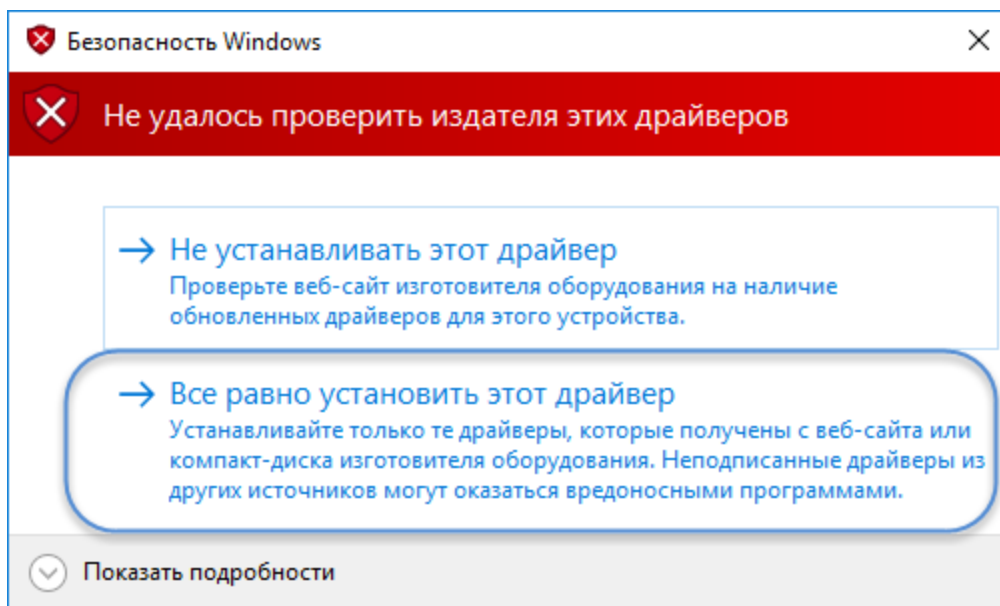 Безопасность Windows
Не удалось проверить издателя этих драйверов
Не устанавливать этот драйвер
Проверьте веб-сайт изготовителя оборудования на наличие
обновленных драйверов для этого устройства.
Все равно установить этот драйвер
Устанавливайте только те драйверы, которые получены с веб-сайта или
компакт-диска изготовителя оборудования. Неподписанные драйверы из
других источников могут оказаться вредоносными программами.
Показать подробности